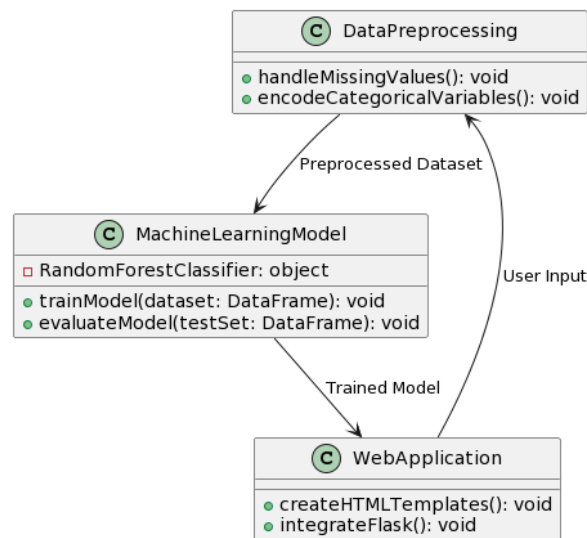 C DataPreprocessing
handleMissingValues(): void
encodeCategoricalVariables(): void
Preprocessed Dataset
C MachineLearningModel
RandomForestClassifier: object
trainModel(dataset: DataFrame): void
evaluateModel(testSet: DataFrame): void
User Input
Trained Model
C WebApplication
createHTMLTemplates(): void
integrateFlask(): void